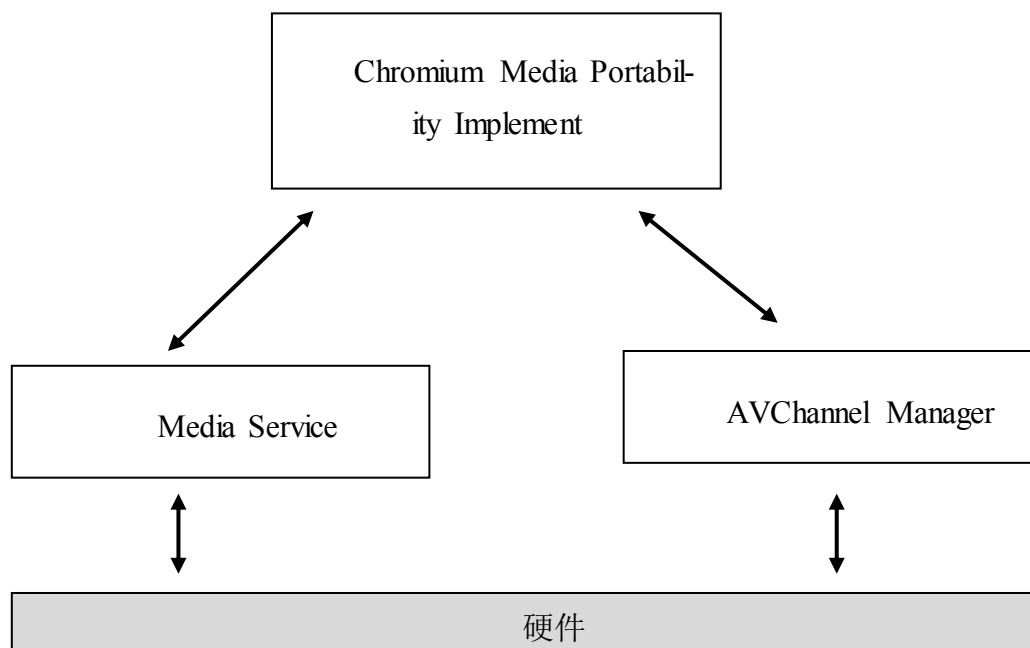 Chromium Media Portabil-
ity Implement
Media Service
AVChannel Manager
硬件